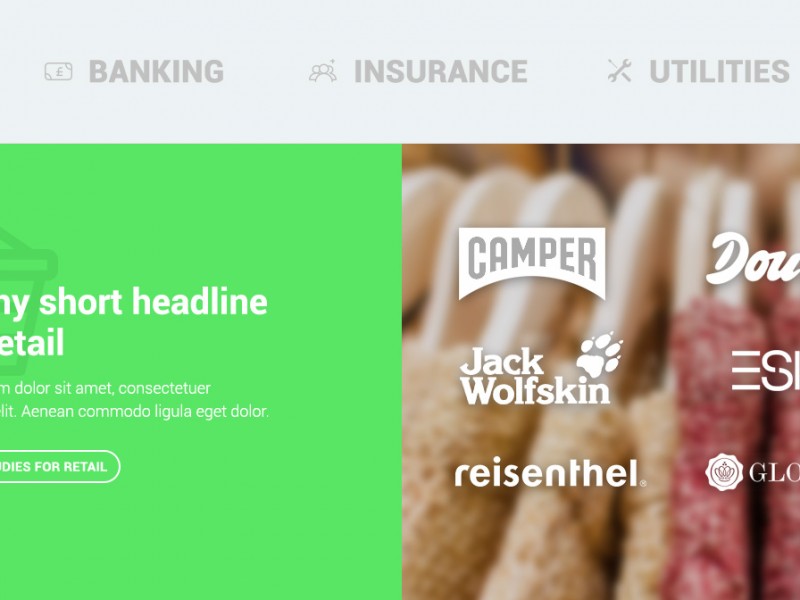 BANKING
INSURANCE
UTILITIES
ny short headline
etail
m dolor sit amet, consectetuer
elit. Aenean commodo ligula eget dolor.
UDIES FOR RETAIL
CAMPER
Dou
Jack
Wolfskin
ESI
reisenthel®
GLO